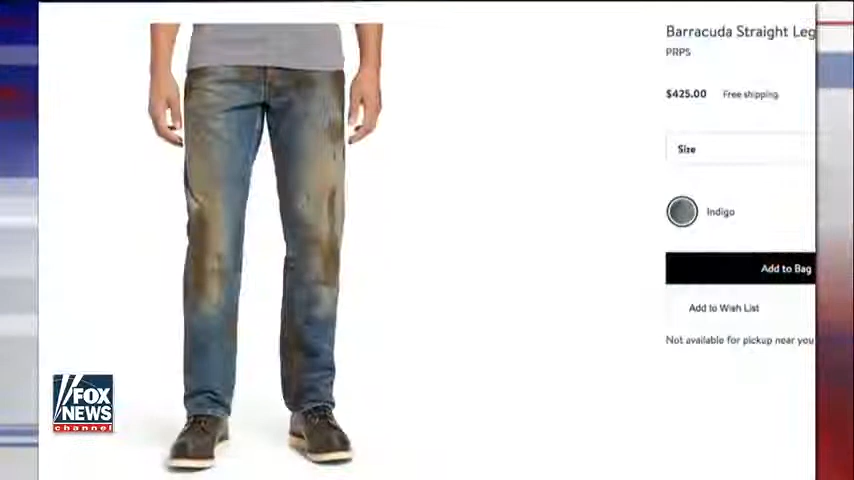 Barracuda Straight Leg
PRPS
$425.00 Free shipping
Size
Indigo
Add to Bag
Add to Wish List
Not available for pickup near you
FOX
NEWS
channel